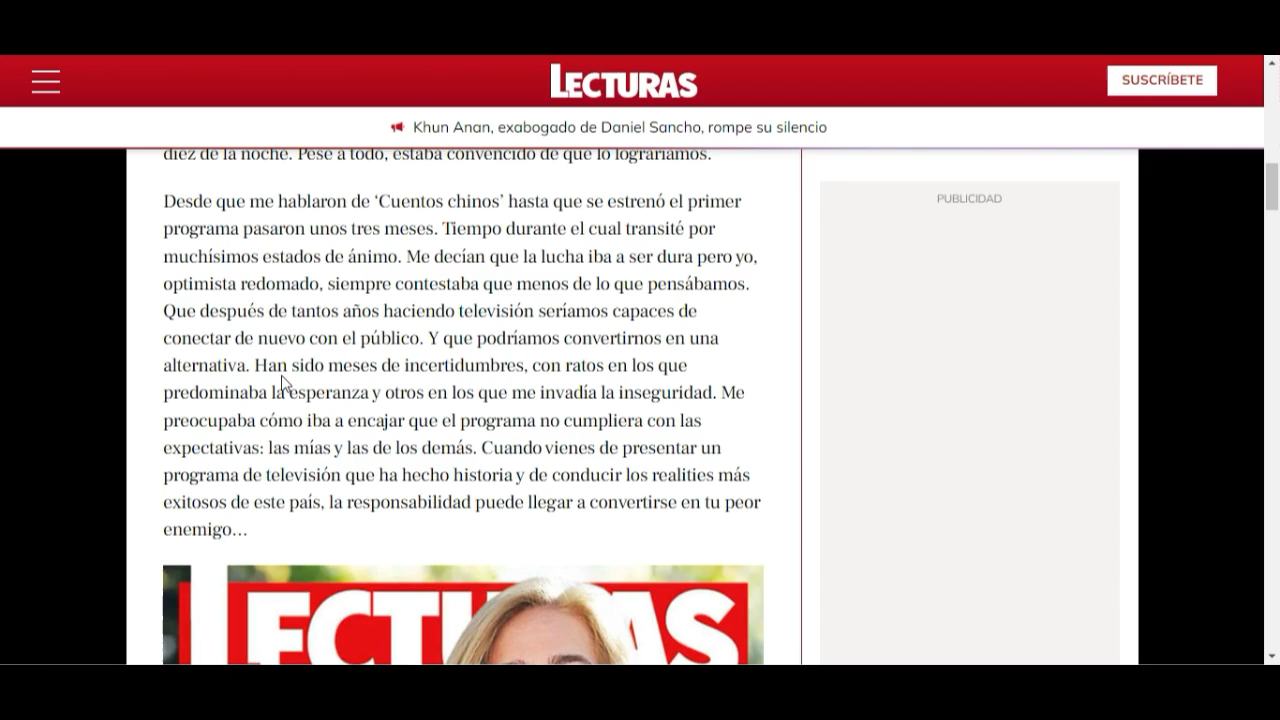 LECTURAS
SUSCRÍBETE
Khun Anan, exabogado de Daniel Sancho, rompe su silencio
diez de la noche. Pese a todo, estaba convencido de que lo lograríamos.
PUBLICIDAD
Desde que me hablaron de ‘Cuentos chinos’ hasta que se estrenó el primer
programa pasaron unos tres meses. Tiempo durante el cual transité por
muchísimos estados de ánimo. Me decían que la lucha iba a ser dura pero yo,
optimista redomado, siempre contestaba que menos de lo que pensábamos.
Que después de tantos años haciendo televisión seríamos capaces de
conectar de nuevo con el público. Y que podríamos convertirnos en una
alternativa. Han sido meses de incertidumbres, con ratos en los que
predominaba la esperanza y otros en los que me invadía la inseguridad. Me
preocupaba cómo iba a encajar que el programa no cumpliera con las
expectativas: las mías y las de los demás. Cuando vienes de presentar un
programa de televisión que ha hecho historia y de conducir los realities más
exitosos de este país, la responsabilidad puede llegar a convertirse en tu peor
enemigo…
LECTURAS